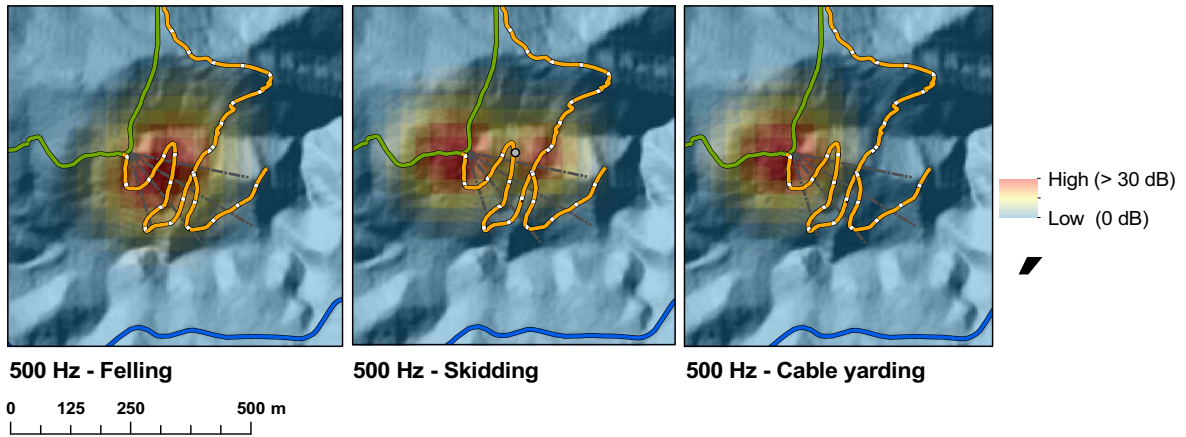 High (> 30 dB)
Low (0 dB)
500 Hz - Felling
500 Hz - Skidding
500 Hz - Cable yarding
0 125 250 500 m